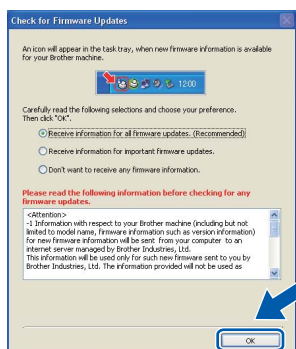 Check for Firmware Updates
An icon will appear in the task tray, when new firmware information is available
for your Brother machine.
12:00
Carefully read the following selections and choose your preference.
Then click "OK".
Receive information for all firmware updates. (Recommended)
Receive information for important firmware updates.
Don't want to receive any firmware information.
Please read the following information before checking for any
firmware updates.
<Attention>
-1 Information with respect to your Brother machine (including but not
limited to model name, firmware information such as version information)
for new firmware information will be sent from your computer to an
internet server managed by Brother Industries, Ltd.
This information will be used only for such new firmware sent to you by
Brother Industries, Ltd. The information provided will not be used as
OK